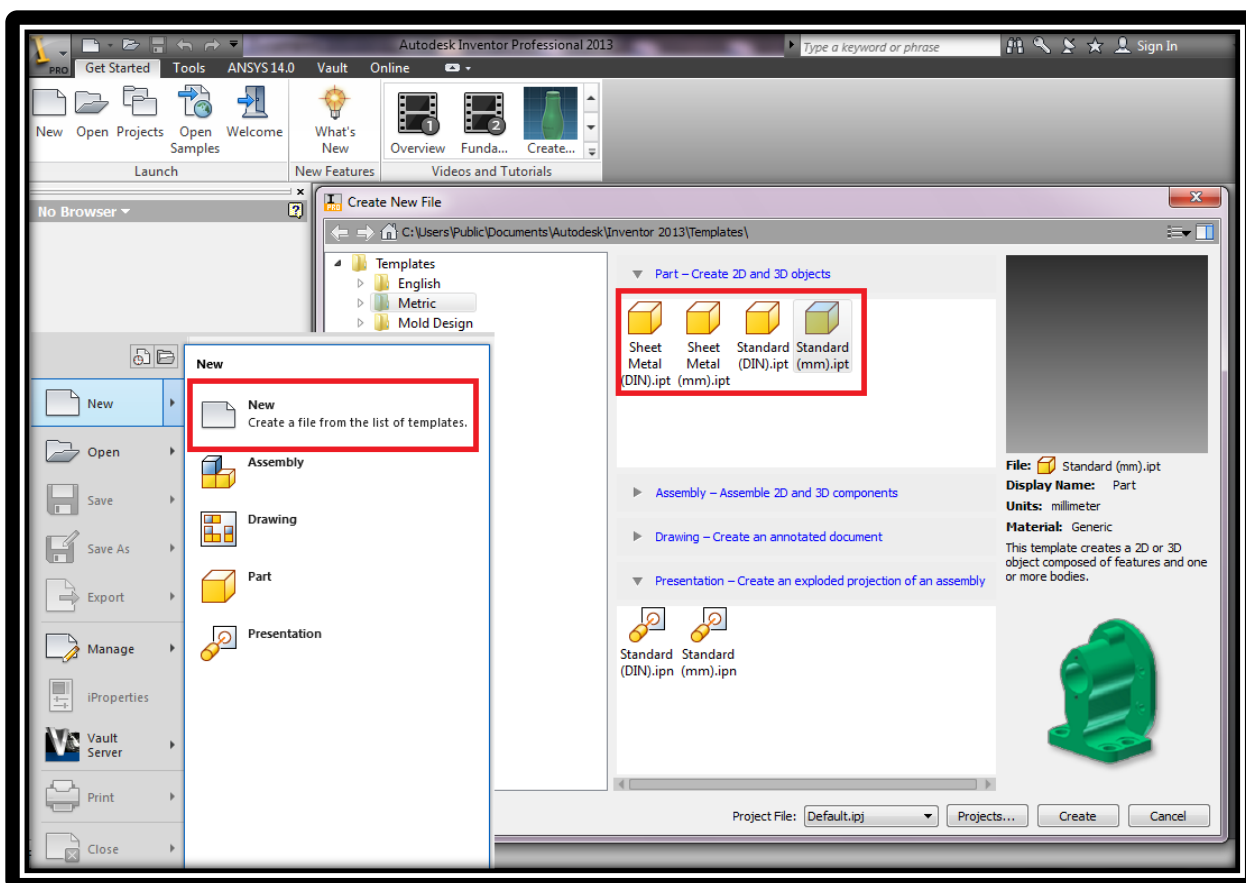 Autodesk Inventor Professional 2013
Type a keyword or phrase
Sign In
PRO
Get Started Tools ANSYS 14.0 Vault Online
New Open Projects Open Samples Welcome
What's New
1 Overview
2 Funda...
Create...
Launch
New Features
Videos and Tutorials
No Browser
Create New File
C:\Users\Public\Documents\Autodesk\Inventor 2013\Templates\
Templates
English
Metric
Mold Design
Part – Create 2D and 3D objects
Sheet Metal (DIN).ipt
Sheet Metal (mm).ipt
Standard (DIN).ipt
Standard (mm).ipt
Assembly – Assemble 2D and 3D components
Drawing – Create an annotated document
Presentation – Create an exploded projection of an assembly
Standard (DIN).ipn
Standard (mm).ipn
File: Standard (mm).ipt
Display Name: Part
Units: millimeter
Material: Generic
This template creates a 2D or 3D
object composed of features and one
or more bodies.
Project File: Default.ipj Projects... Create Cancel
New
Open
Save
Save As
Export
Manage
iProperties
Vault
Server
Print
Close
New
New
Create a file from the list of templates.
Assembly
Drawing
Part
Presentation